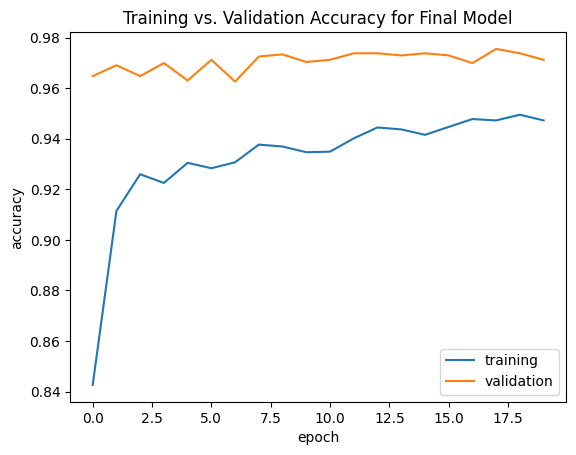 Training vs. Validation Accuracy for Final Model
0.98
0.96
0.94
0.92
0.90
0.88
0.86
0.84
accuracy
training
validation
0.0 2.5 5.0 7.5 10.0 12.5 15.0 17.5
epoch